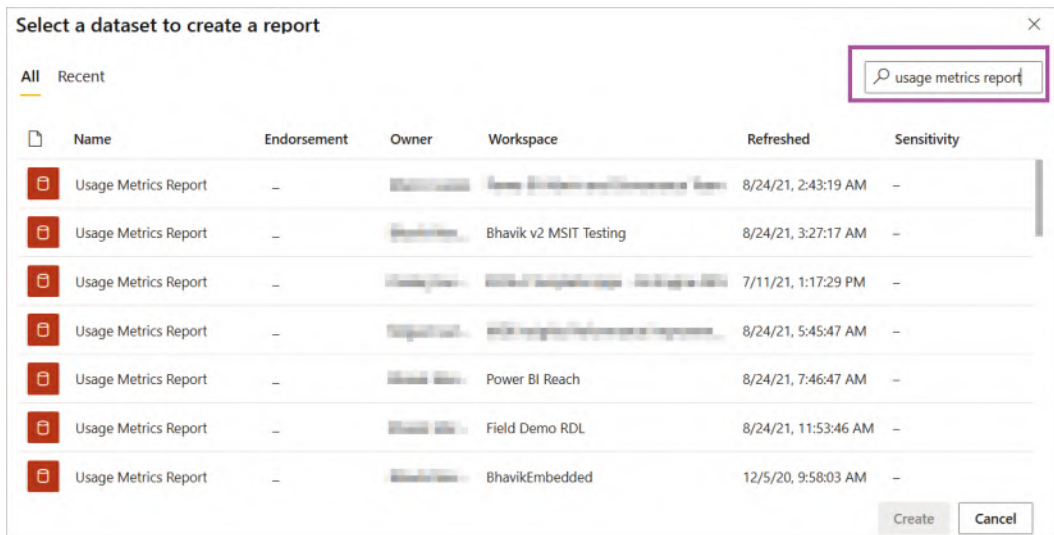 Select a dataset to create a report
All Recent
usage metrics report
Name Endorsement Owner Workspace Refreshed Sensitivity
Usage Metrics Report – 8/24/21, 2:43:19 AM –
Usage Metrics Report – Bhavik v2 MSIT Testing 8/24/21, 3:27:17 AM –
Usage Metrics Report – 7/11/21, 1:17:29 PM –
Usage Metrics Report – 8/24/21, 5:45:47 AM –
Usage Metrics Report – Power BI Reach 8/24/21, 7:46:47 AM –
Usage Metrics Report – Field Demo RDL 8/24/21, 11:53:46 AM –
Usage Metrics Report – BhavikEmbedded 12/5/20, 9:58:03 AM –
Create Cancel